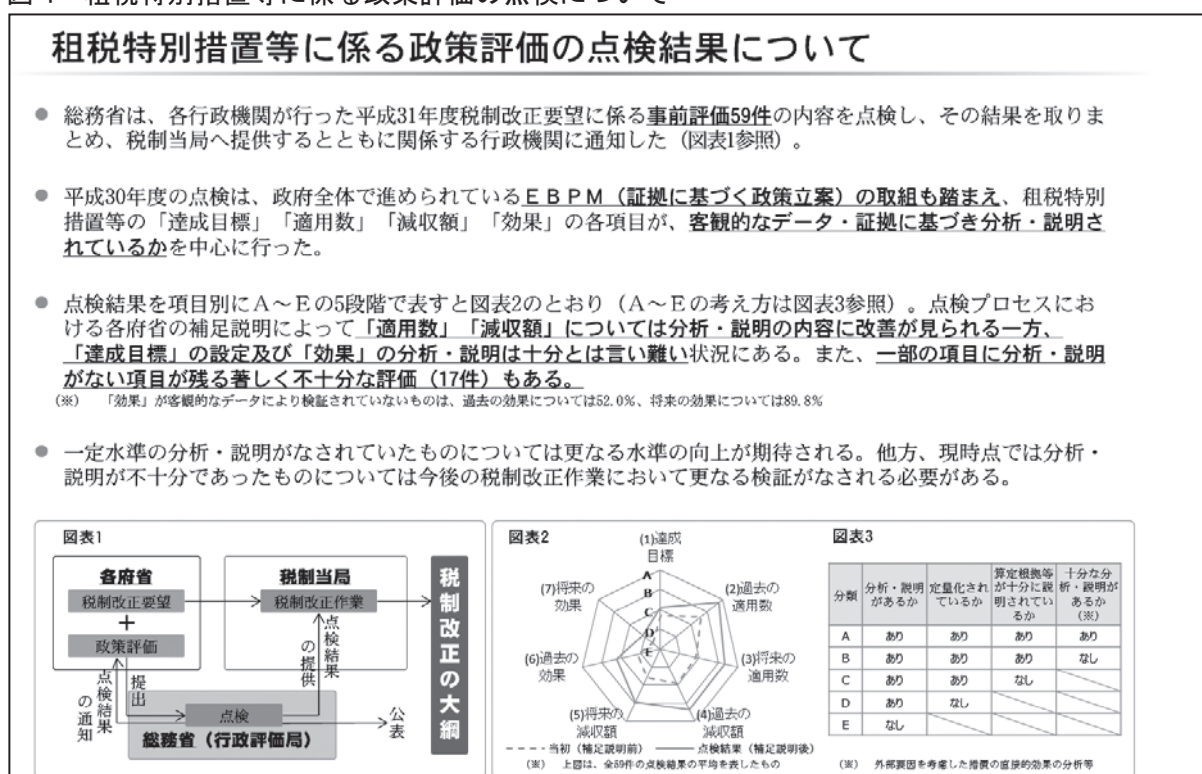 租税特別措置等に係る政策評価の点検結果について
● 総務省は、各行政機関が行った平成31年度税制改正要望に係る事前評価59件の内容を点検し、その結果を取りま
とめ、税制当局へ提供するとともに関係する行政機関に通知した（図表1参照）。
● 平成30年度の点検は、政府全体で進められているＥＢＰＭ（証拠に基づく政策立案）の取組も踏まえ、租税特別
措置等の「達成目標」「適用数」「減収額」「効果」の各項目が、客観的なデータ・証拠に基づき分析・説明さ
れているかを中心に行った。
● 点検結果を項目別にＡ～Ｅの5段階で表すと図表2のとおり（Ａ～Ｅの考え方は図表3参照）。点検プロセスにお
ける各府省の補足説明によって「適用数」「減収額」については分析・説明の内容に改善が見られる一方、
「達成目標」の設定及び「効果」の分析・説明は十分とは言い難い状況にある。また、一部の項目に分析・説明
がない項目が残る著しく不十分な評価（17件）もある。
（※） 「効果」が客観的なデータにより検証されていないものは、過去の効果については52.0%、将来の効果については89.8%
● 一定水準の分析・説明がなされていたものについては更なる水準の向上が期待される。他方、現時点では分析・
説明が不十分であったものについては今後の税制改正作業において更なる検証がなされる必要がある。
図表1
各府省
税制改正要望
＋
政策評価
税制当局
税制改正作業
税制改正の大綱
点検結果
の提供
点検結果
の通知
提出
点検
公表
総務省（行政評価局）
図表2
(1)達成
目標
(2)過去の
適用数
(3)将来の
適用数
(4)過去の
減収額
(5)将来の
減収額
(6)過去の
効果
(7)将来の
効果
A
B
C
D
E
当初（補足説明前） 点検結果（補足説明後）
（※） 上図は、全59件の点検結果の平均を表したもの
図表3
分類 分析・説明があるか 定量化されているか 算定根拠等が十分に説明されているか 十分な分析・説明があるか（※）
A あり あり あり あり
B あり あり あり なし
C あり あり なし
D あり なし
E なし
（※） 外部要因を考慮した措置の直接的効果の分析等